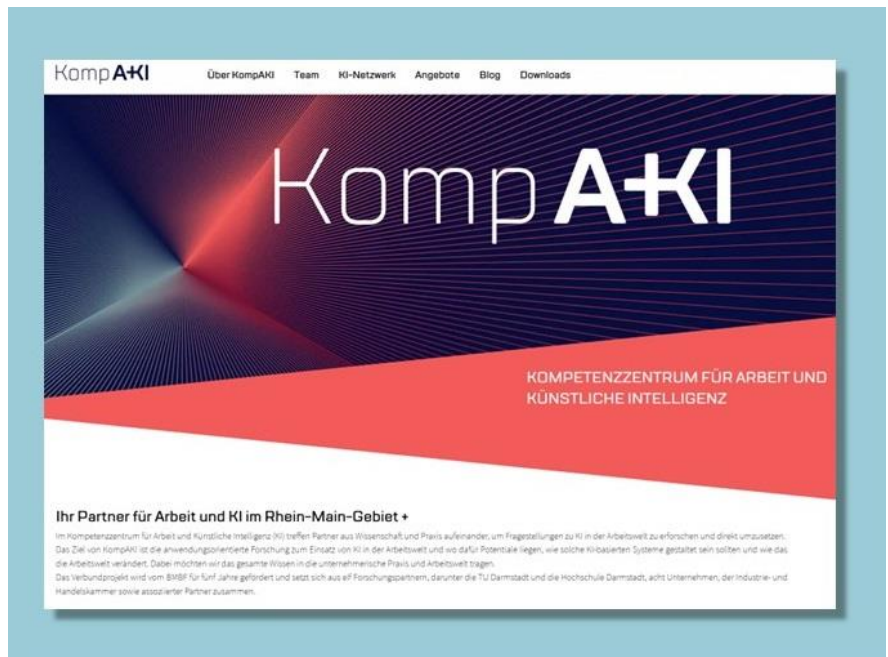 Komp A+KI
Über KompAKI Team KI-Netzwerk Angebote Blog Downloads
Komp A+KI
KOMPETENZZENTRUM FÜR ARBEIT UND
KÜNSTLICHE INTELLIGENZ
Ihr Partner für Arbeit und KI im Rhein-Main-Gebiet +
Im Kompetenzzentrum für Arbeit und Künstliche Intelligenz (KI) treffen Partner aus Wissenschaft und Praxis aufeinander, um Fragestellungen zu KI in der Arbeitswelt zu erforschen und direkt umzusetzen.
Das Ziel von KompAKI ist die anwendungsorientierte Forschung zum Einsatz von KI in der Arbeitswelt und wo dafür Potentiale liegen, wie solche KI-basierten Systeme gestaltet sein sollten und wie das
die Arbeitswelt verändert. Dabei möchten wir das gesamte Wissen in die unternehmerische Praxis und Arbeitswelt tragen.
Das Verbundprojekt wird vom BMBF für fünf Jahre gefördert und setzt sich aus elf Forschungspartnern, darunter die TU Darmstadt und die Hochschule Darmstadt, acht Unternehmen, der Industrie- und
Handelskammer sowie assoziierter Partner zusammen.